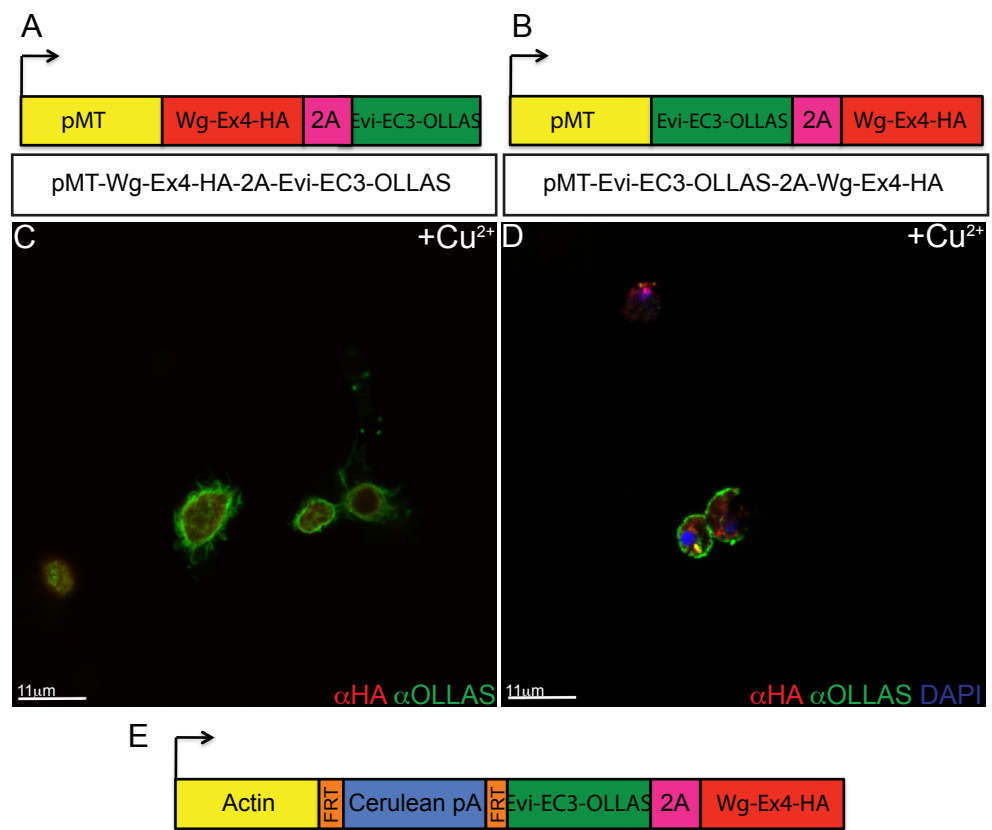 A
B
pMT Wg-Ex4-HA 2A Evi-EC3-OLLAS
pMT Evi-EC3-OLLAS 2A Wg-Ex4-HA
pMT-Wg-Ex4-HA-2A-Evi-EC3-OLLAS
pMT-Evi-EC3-OLLAS-2A-Wg-Ex4-HA
C +Cu²⁺
D +Cu²⁺
11µm αHA αOLLAS
11µm αHA αOLLAS DAPI
E
Actin FRT Cerulean pA FRT Evi-EC3-OLLAS 2A Wg-Ex4-HA